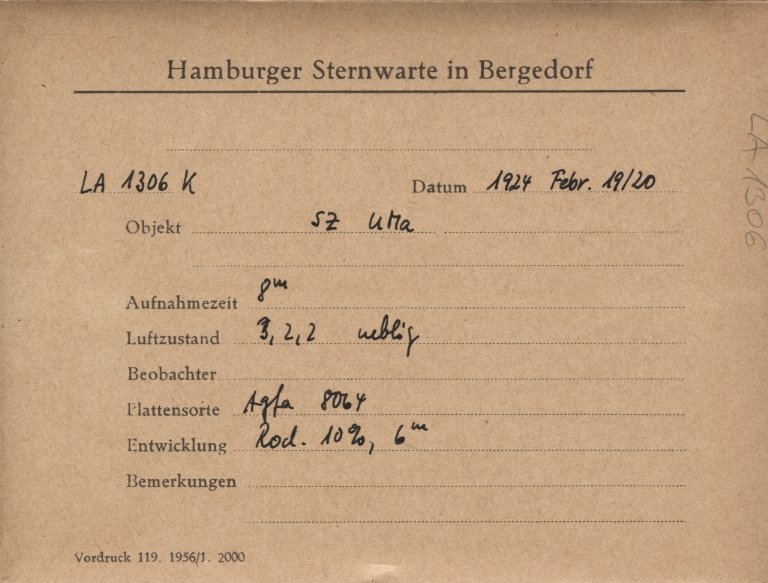 Hamburger Sternwarte in Bergedorf
LA 1306 K Datum 1924 Febr. 19/20
Objekt SZ UMa
Aufnahmezeit 8m
Luftzustand 3, 2, 2 neblig
Beobachter
Plattensorte Agfa 8064
Entwicklung Rod. 10%, 6m
Bemerkungen
Vordruck 119. 1956/1. 2000
LA 1306